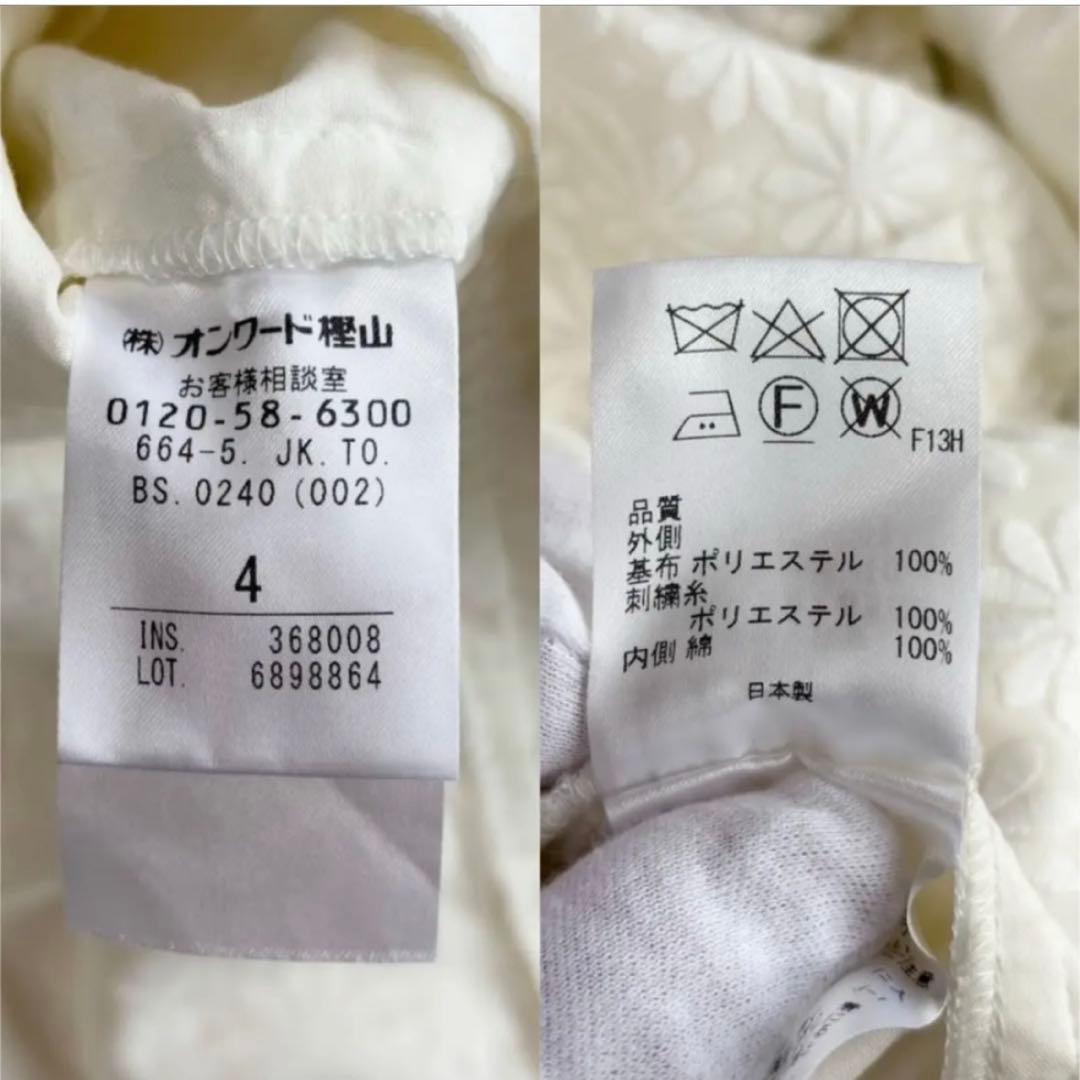 ㈱オンワード樫山
お客様相談室
0120-58-6300
664-5. JK. TO.
BS. 0240 (002)
4
INS. 368008
LOT. 6898864
F
W
F13H
品質
外側
基布 ポリエステル 100%
刺繍糸
ポリエステル 100%
内側 綿 100%
日本製